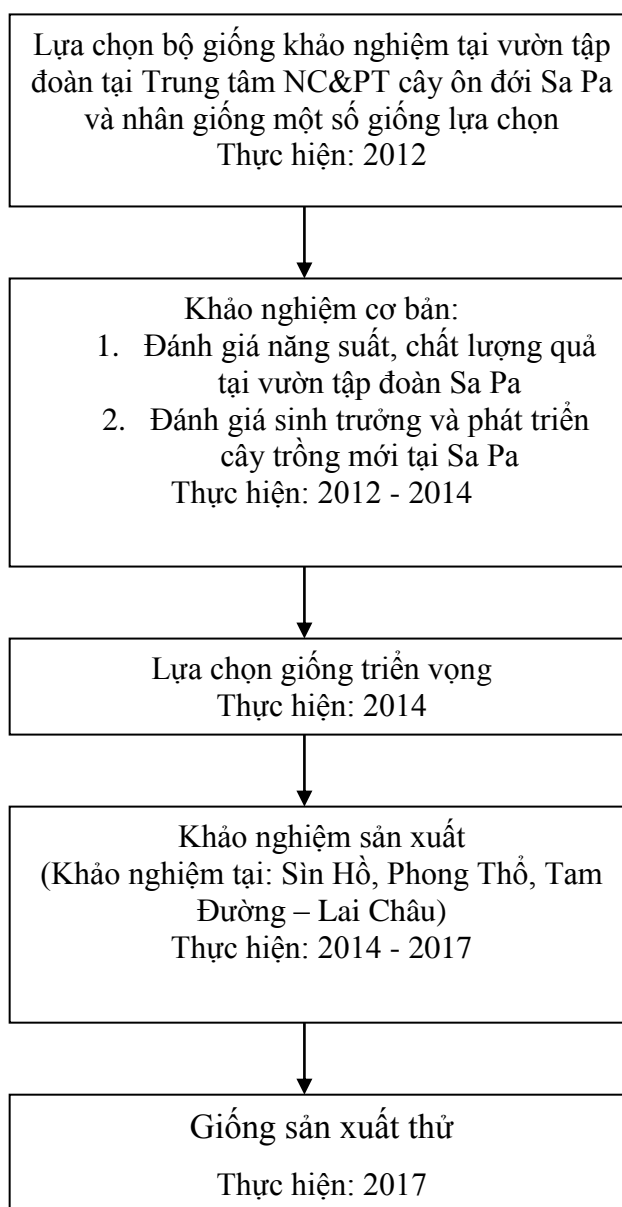 Lựa chọn bộ giống khảo nghiệm tại vườn tập
đoàn tại Trung tâm NC&PT cây ôn đới Sa Pa
và nhân giống một số giống lựa chọn
Thực hiện: 2012
Khảo nghiệm cơ bản:
1. Đánh giá năng suất, chất lượng quả
tại vườn tập đoàn Sa Pa
2. Đánh giá sinh trưởng và phát triển
cây trồng mới tại Sa Pa
Thực hiện: 2012 - 2014
Lựa chọn giống triển vọng
Thực hiện: 2014
Khảo nghiệm sản xuất
(Khảo nghiệm tại: Sìn Hồ, Phong Thổ, Tam
Đường – Lai Châu)
Thực hiện: 2014 - 2017
Giống sản xuất thử
Thực hiện: 2017